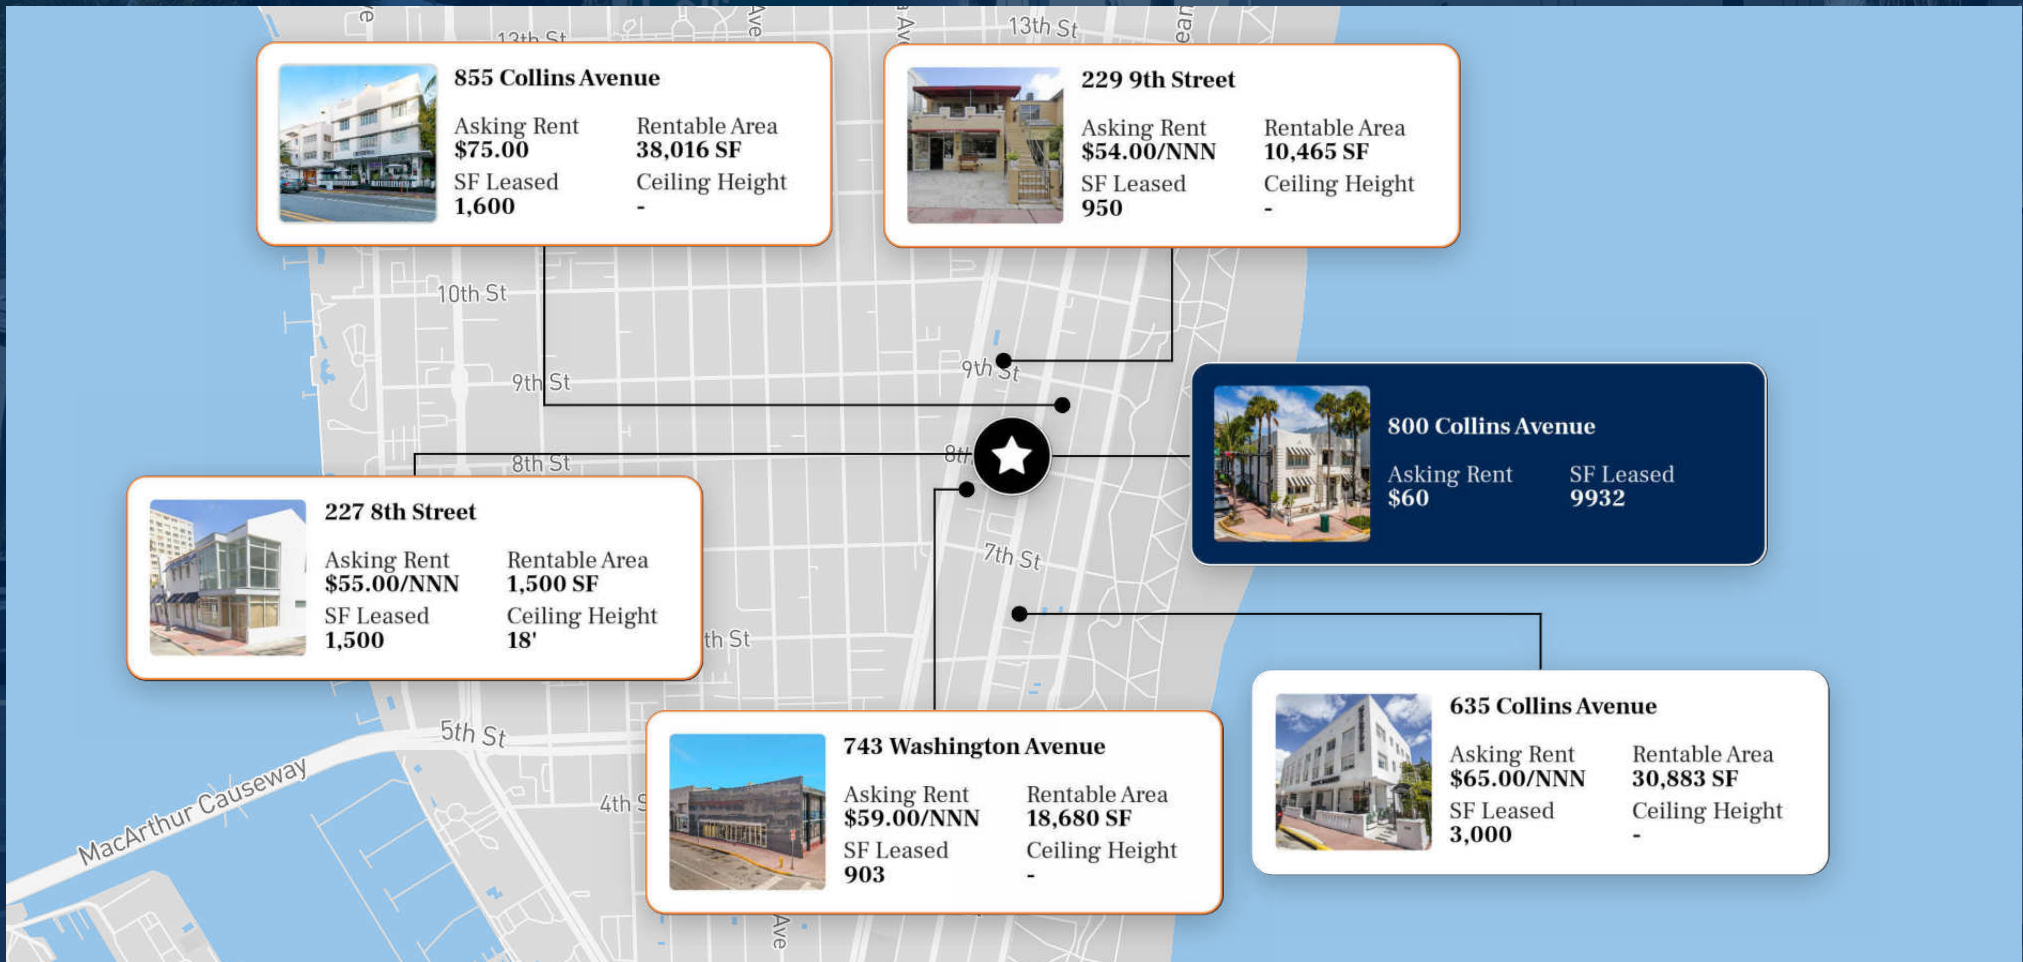 13th St
13th St
Ave
Av
855 Collins Avenue
Asking Rent
Rentable Area
$75.00
38,016 SF
SF Leased
Ceiling Height
1,600
-
229 9th Street
Asking Rent
Rentable Area
$54.00/NNN
10,465 SF
SF Leased
Ceiling Height
950
-
10th St
9th St
9th St
800 Collins Avenue
Asking Rent
SF Leased
$60
9932
8th St
8th
227 8th Street
Asking Rent
Rentable Area
$55.00/NNN
1,500 SF
SF Leased
Ceiling Height
1,500
18'
7th St
th St
635 Collins Avenue
Asking Rent
Rentable Area
$65.00/NNN
30,883 SF
SF Leased
Ceiling Height
3,000
-
5th St
743 Washington Avenue
Asking Rent
Rentable Area
$59.00/NNN
18,680 SF
SF Leased
Ceiling Height
903
-
MacArthur Causeway
4th S
Ave